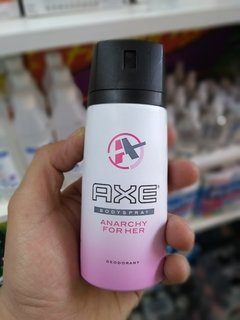 AXE
BODYSPRAY
ANARCHY
FOR HER
DEODORANT